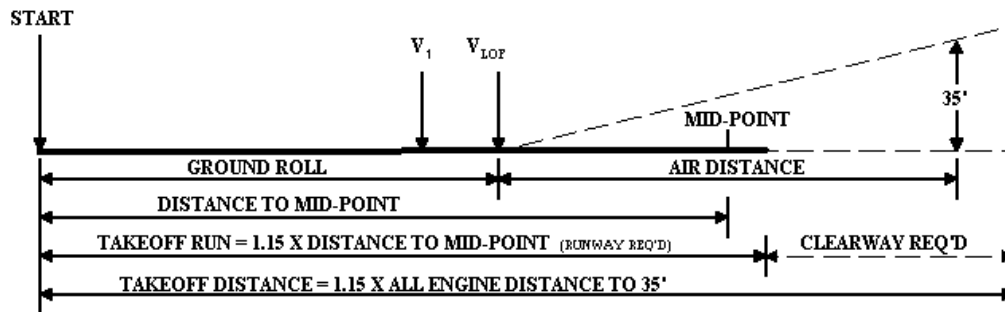 START
V1
VLOF
35'
MID-POINT
GROUND ROLL
AIR DISTANCE
DISTANCE TO MID-POINT
TAKEOFF RUN = 1.15 X DISTANCE TO MID-POINT (RUNWAY REQ'D)
CLEARWAY REQ'D
TAKEOFF DISTANCE = 1.15 X ALL ENGINE DISTANCE TO 35'